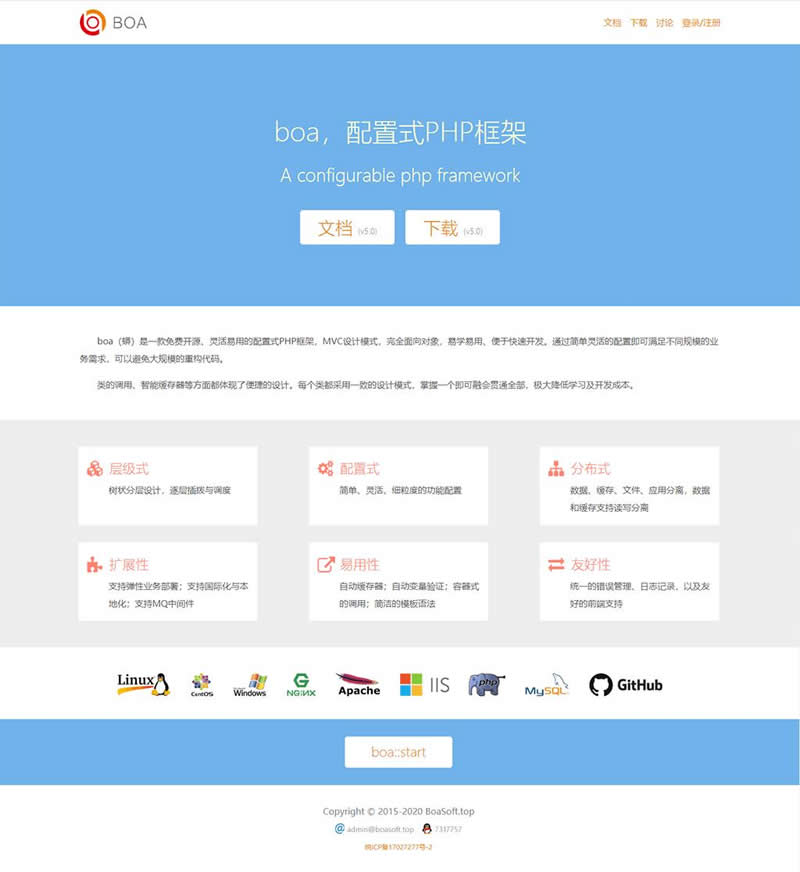 BOA
文档 下载 讨论 登录/注册
boa，配置式PHP框架
A configurable php framework
文档 (v5.0) 下载 (v5.0)
boa（蟒）是一款免费开源、灵活易用的配置式PHP框架，MVC设计模式，完全面向对象，易学易用、便于快速开发。通过简单灵活的配置即可满足不同规模的业
务需求，可以避免大规模的重构代码。
类的调用、智能缓存器等方面都体现了便捷的设计。每个类都采用一致的设计模式，掌握一个即可融会贯通全部，极大降低学习及开发成本。
层级式
树状分层设计，逐层插拔与调度
配置式
简单、灵活、细粒度的功能配置
分布式
数据、缓存、文件、应用分离，数据
和缓存支持读写分离
扩展性
支持弹性业务部署；支持国际化与本
地化；支持MQ中间件
易用性
自动缓存器；自动变量验证；容器式
的调用；简洁的模板语法
友好性
统一的错误管理、日志记录，以及友
好的前端支持
Linux CentOS Windows NGINX Apache IIS php MySQL GitHub
boa::start
Copyright © 2015-2020 BoaSoft.top
admin@boasoft.top 7317757
皖ICP备17027277号-2